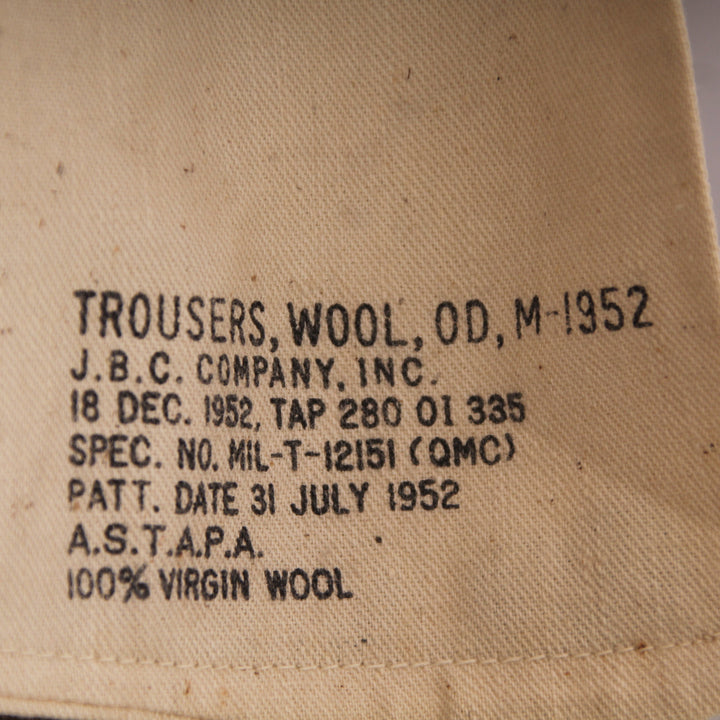 TROUSERS, WOOL, OD, M-1952
J.B.C. COMPANY, INC.
18 DEC. 1952, TAP 280 OI 335
SPEC. NO. MIL-T-12151 (QMC)
PATT. DATE 31 JULY 1952
A.S.T.A.P.A.
100% VIRGIN WOOL